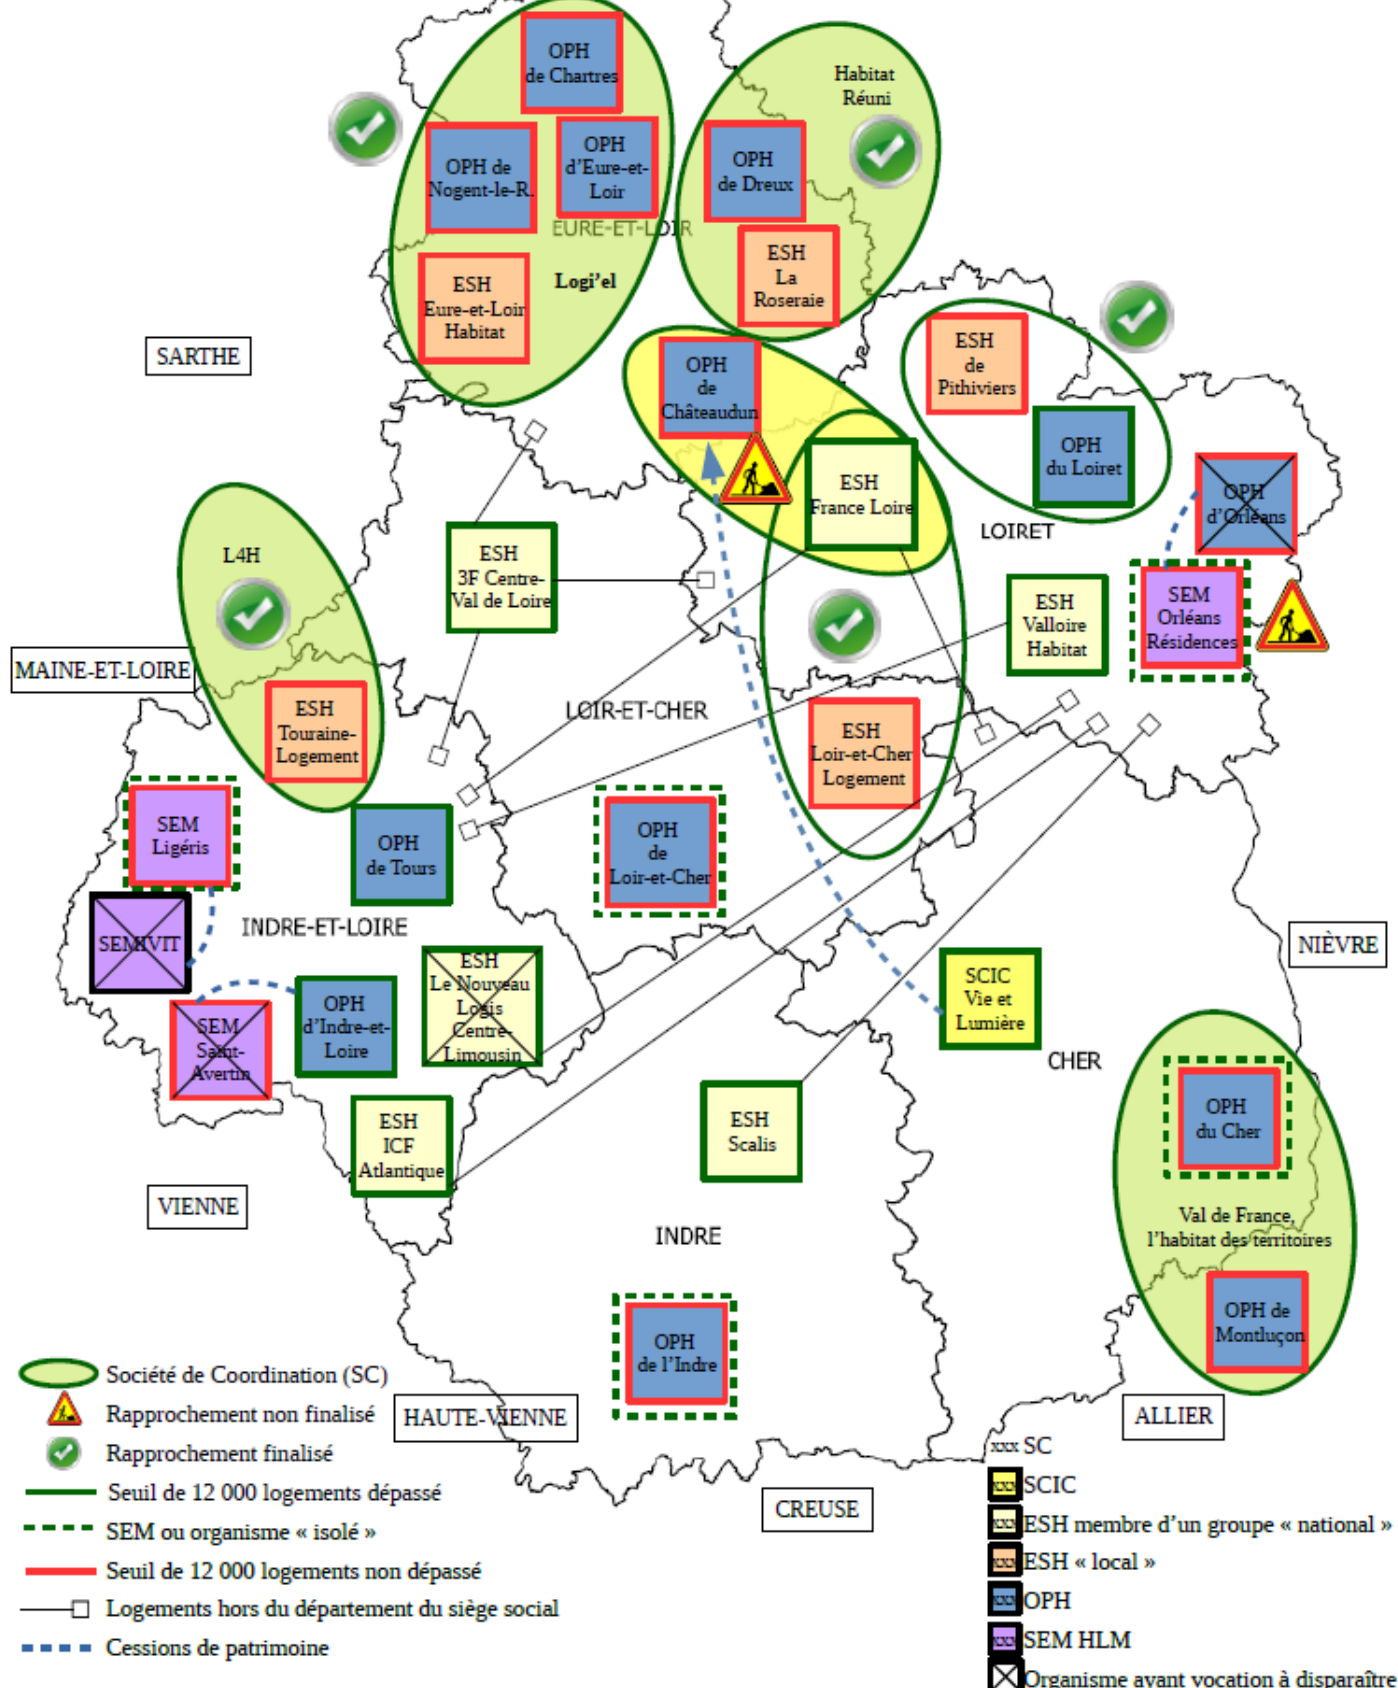 OPH
de Chartres
OPH de
Nogent-le-R.
OPH
d'Eure-et-
Loir
EURE-ET-LOIR
ESH
Eure-et-Loir
Habitat
Logi'el
Habitat
Réuni
OPH
de Dreux
ESH
La
Roseraie
SARTHE
OPH
de
Châteaudun
ESH
France Loire
ESH
de
Pithiviers
OPH
du Loiret
LOIRET
OPH
d'Orléans
SEM
Orléans
Résidences
ESH
Valloire
Habitat
L4H
ESH
3F Centre-
Val de Loire
MAINE-ET-LOIRE
ESH
Touraine-
Logement
LOIR-ET-CHER
ESH
Loir-et-Cher
Logement
SEM
Ligéris
OPH
de Tours
OPH
de
Loir-et-Cher
SEMIVIT
INDRE-ET-LOIRE
NIÈVRE
ESH
Le Nouveau
Logis
Centre-
Limousin
SEM
Saint-
Avertin
OPH
d'Indre-et-
Loire
SCIC
Vie et
Lumière
CHER
ESH
ICF
Atlantique
ESH
Scalis
OPH
du Cher
VIENNE
INDRE
Val de France,
l'habitat des territoires
OPH
de l'Indre
OPH de
Montluçon
HAUTE-VIENNE
ALLIER
CREUSE
Société de Coordination (SC)
Rapprochement non finalisé
Rapprochement finalisé
Seuil de 12 000 logements dépassé
SEM ou organisme « isolé »
Seuil de 12 000 logements non dépassé
Logements hors du département du siège social
Cessions de patrimoine
xxx SC
xxx SCIC
xxx ESH membre d'un groupe « national »
xxx ESH « local »
xxx OPH
xxx SEM HLM
Organisme ayant vocation à disparaître